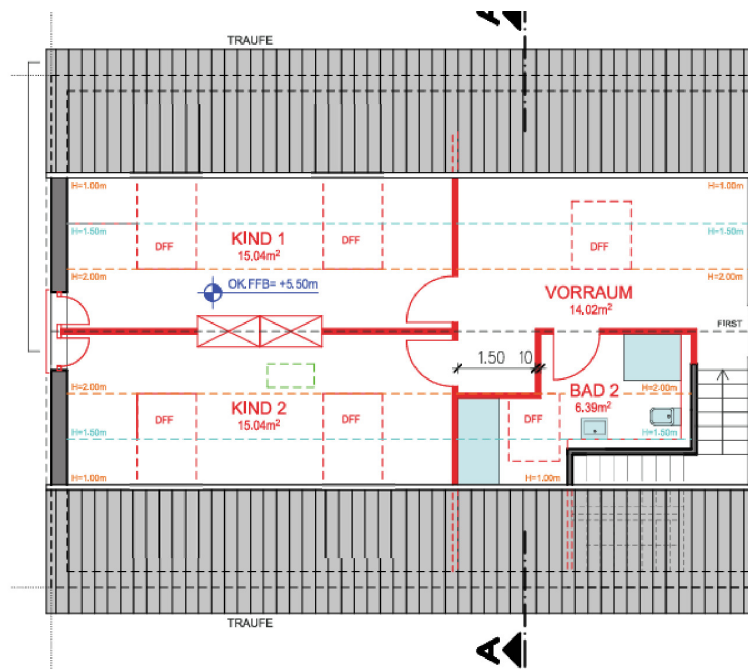 A
TRAUFE
H=1.00m
H=1.00m
H=1.50m
H=1.50m
DFF
KIND 1
15.04m²
DFF
DFF
H=2.00m
H=2.00m
OK.FFB= +5.50m
VORRAUM
14.02m²
FIRST
1.50
10
H=2.00m
H=2.00m
BAD 2
6.39m²
DFF
KIND 2
15.04m²
DFF
DFF
H=1.50m
H=1.50m
H=1.00m
H=1.00m
TRAUFE
A